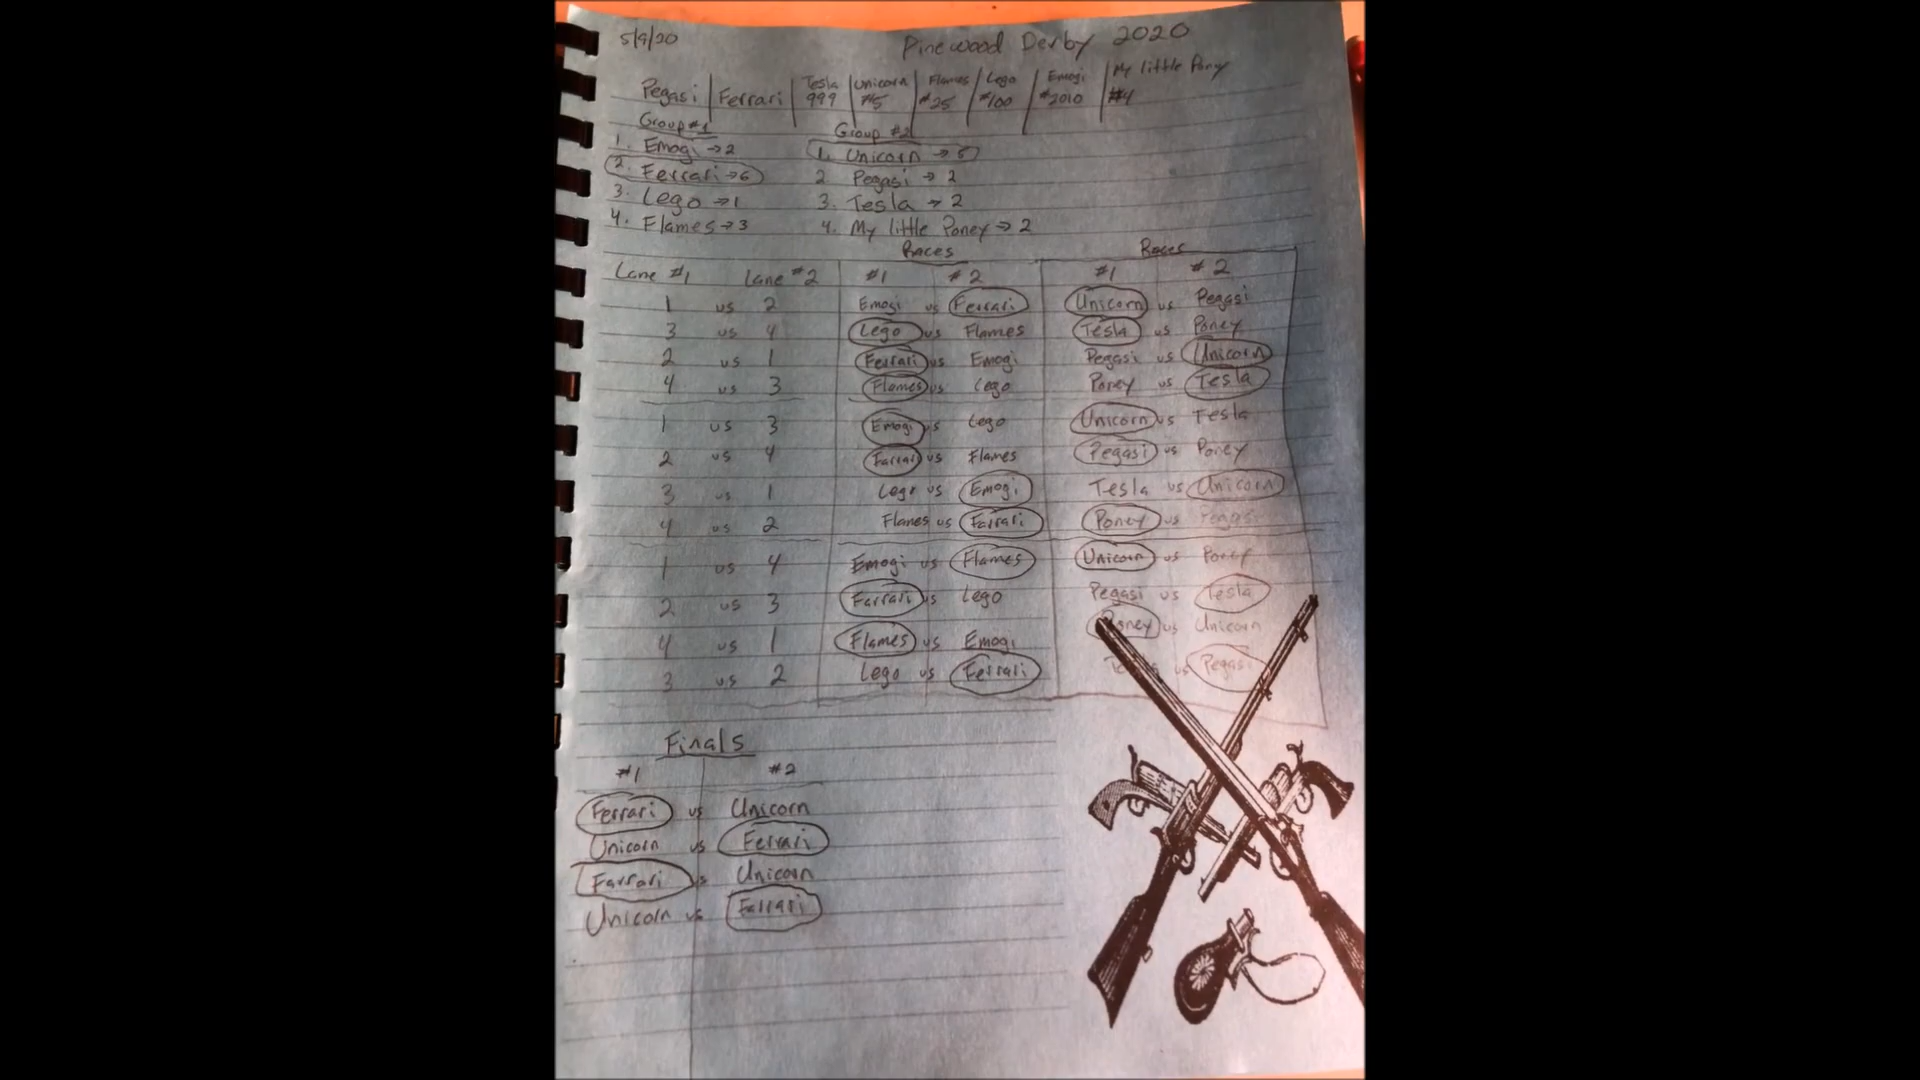 5/9/20 Pinewood Derby 2020
Pegasi | Ferrari | Tesla 999 | Unicorn #5 | Flames #25 | Lego #100 | Emogi #2010 | My little Pony #4
Group #1 Group #2
1. Emogi → 2 1. Unicorn → 5
2. Ferrari → 6 2 Pegasi → 2
3. Lego → 1 3. Tesla → 2
4. Flames → 3 4. My little Poney → 2
Races Races
Lane #1 Lane #2 #1 #2 #1 #2
1 vs 2 Emogi vs Ferrari Unicorn vs Pegasi
3 vs 4 Lego vs Flames Tesla vs Poney
2 vs 1 Ferrari vs Emogi Pegasi vs Unicorn
4 vs 3 Flames vs Lego Poney vs Tesla
1 vs 3 Emogi vs Lego Unicorn vs Tesla
2 vs 4 Farrari vs Flames Pegasi vs Poney
3 vs 1 Lego vs Emogi Tesla vs Unicorn
4 vs 2 Flames vs Farrari Poney vs Pegasi
1 vs 4 Emogi vs Flames Unicorn vs Poney
2 vs 3 Farrari vs Lego Pegasi vs Tesla
4 vs 1 Flames vs Emogi Poney vs Unicorn
3 vs 2 Lego vs Ferrari vs Pegasi
Finals
#1 #2
Ferrari vs Unicorn
Unicorn vs Ferrari
Farrari vs Unicorn
Unicorn vs Farrari